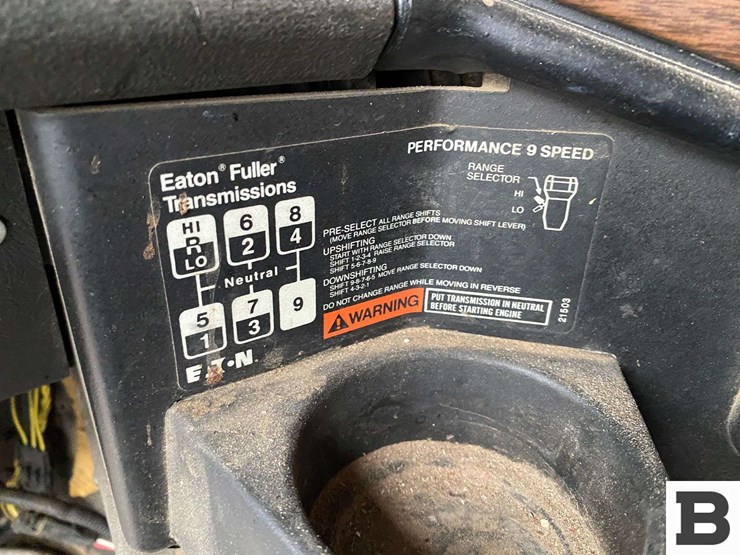 PERFORMANCE 9 SPEED
Eaton® Fuller®
Transmissions
RANGE
SELECTOR
HI
LO
HI
R
LO
6
2
8
4
Neutral
5
1
7
3
9
PRE-SELECT ALL RANGE SHIFTS
(MOVE RANGE SELECTOR BEFORE MOVING SHIFT LEVER)
UPSHIFTING
START WITH RANGE SELECTOR DOWN
SHIFT 1-2-3-4 RAISE RANGE SELECTOR
SHIFT 5-6-7-8-9
DOWNSHIFTING
SHIFT 9-8-7-6-5 MOVE RANGE SELECTOR DOWN
SHIFT 4-3-2-1
DO NOT CHANGE RANGE WHILE MOVING IN REVERSE
WARNING
PUT TRANSMISSION IN NEUTRAL
BEFORE STARTING ENGINE
21503
EATON
B